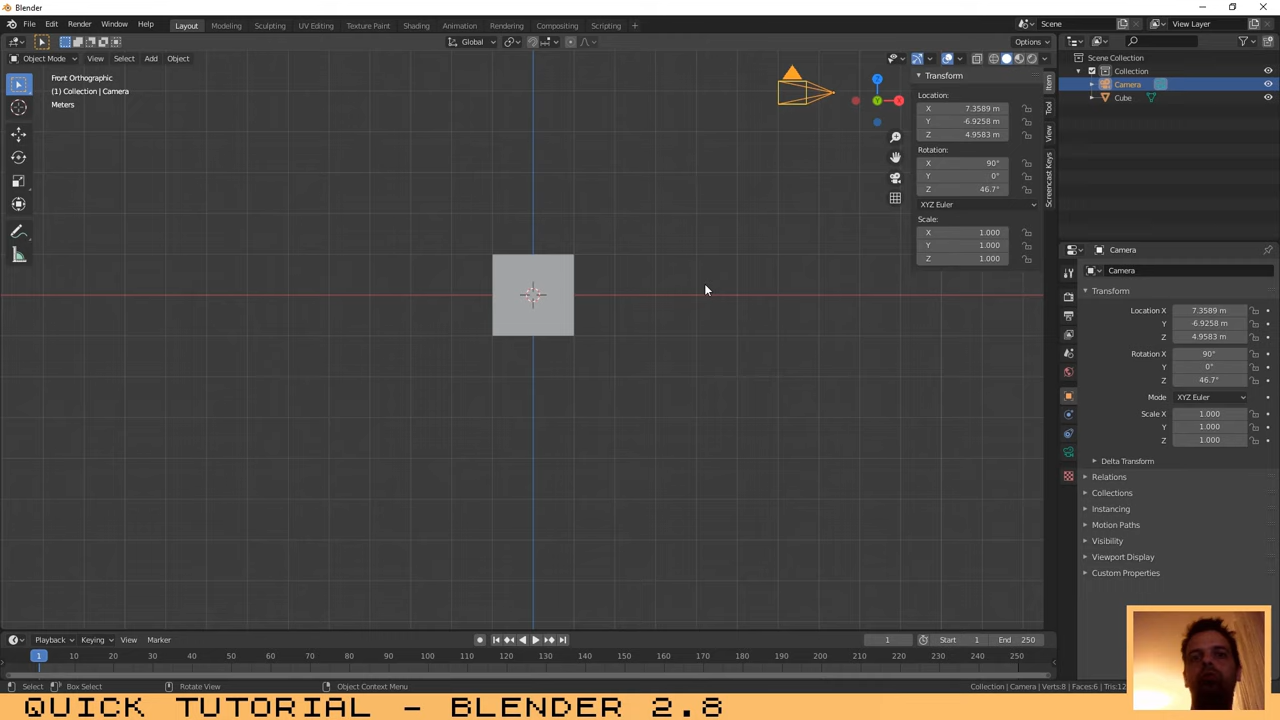 Blender
File Edit Render Window Help Layout Modeling Sculpting UV Editing Texture Paint Shading Animation Rendering Compositing Scripting + Scene View Layer
Global Options
Object Mode View Select Add Object
Front Orthographic
(1) Collection | Camera
Meters
Z
X
Y
Transform
Location:
X 7.3589 m
Y -6.9258 m
Z 4.9583 m
Rotation:
X 90°
Y 0°
Z 46.7°
XYZ Euler
Scale:
X 1.000
Y 1.000
Z 1.000
Item
Tool
View
Screencast Keys
Scene Collection
Collection
Camera
Cube
Camera
Camera
Transform
Location X 7.3589 m
Y -6.9258 m
Z 4.9583 m
Rotation X 90°
Y 0°
Z 46.7°
Mode XYZ Euler
Scale X 1.000
Y 1.000
Z 1.000
Delta Transform
Relations
Collections
Instancing
Motion Paths
Visibility
Viewport Display
Custom Properties
Playback Keying View Marker 1 Start 1 End 250
1 10 20 30 40 50 60 70 80 90 100 110 120 130 140 150 160 170 180 190 200 210 220 230 240 250
Select Box Select Rotate View Object Context Menu Collection | Camera | Verts:8 | Faces:6 | Tris:12
QUICK TUTORIAL - BLENDER 2.8